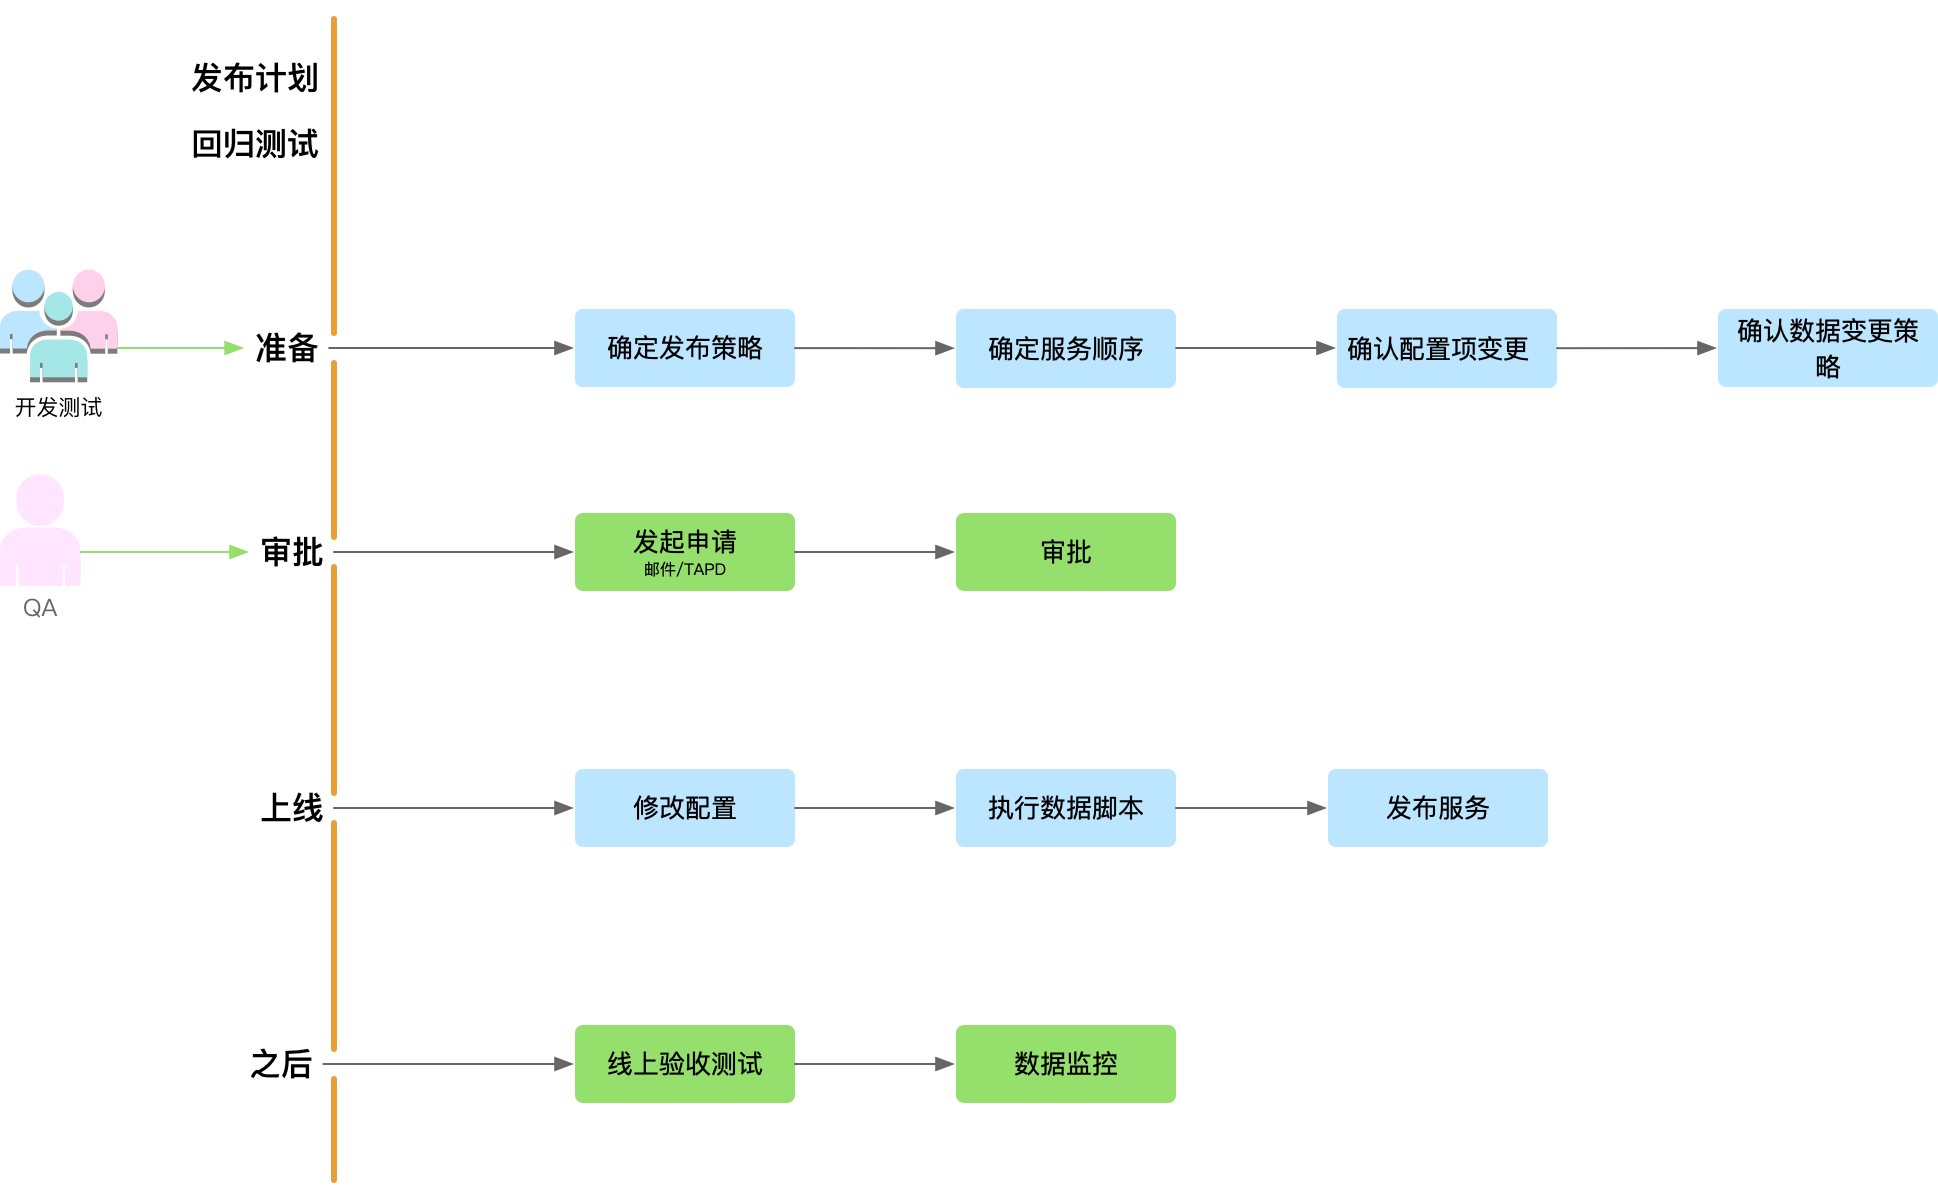 发布计划
回归测试
准备
确定发布策略
确定服务顺序
确认配置项变更
确认数据变更策
略
开发测试
审批
发起申请
邮件/TAPD
审批
QA
上线
修改配置
执行数据脚本
发布服务
之后
线上验收测试
数据监控